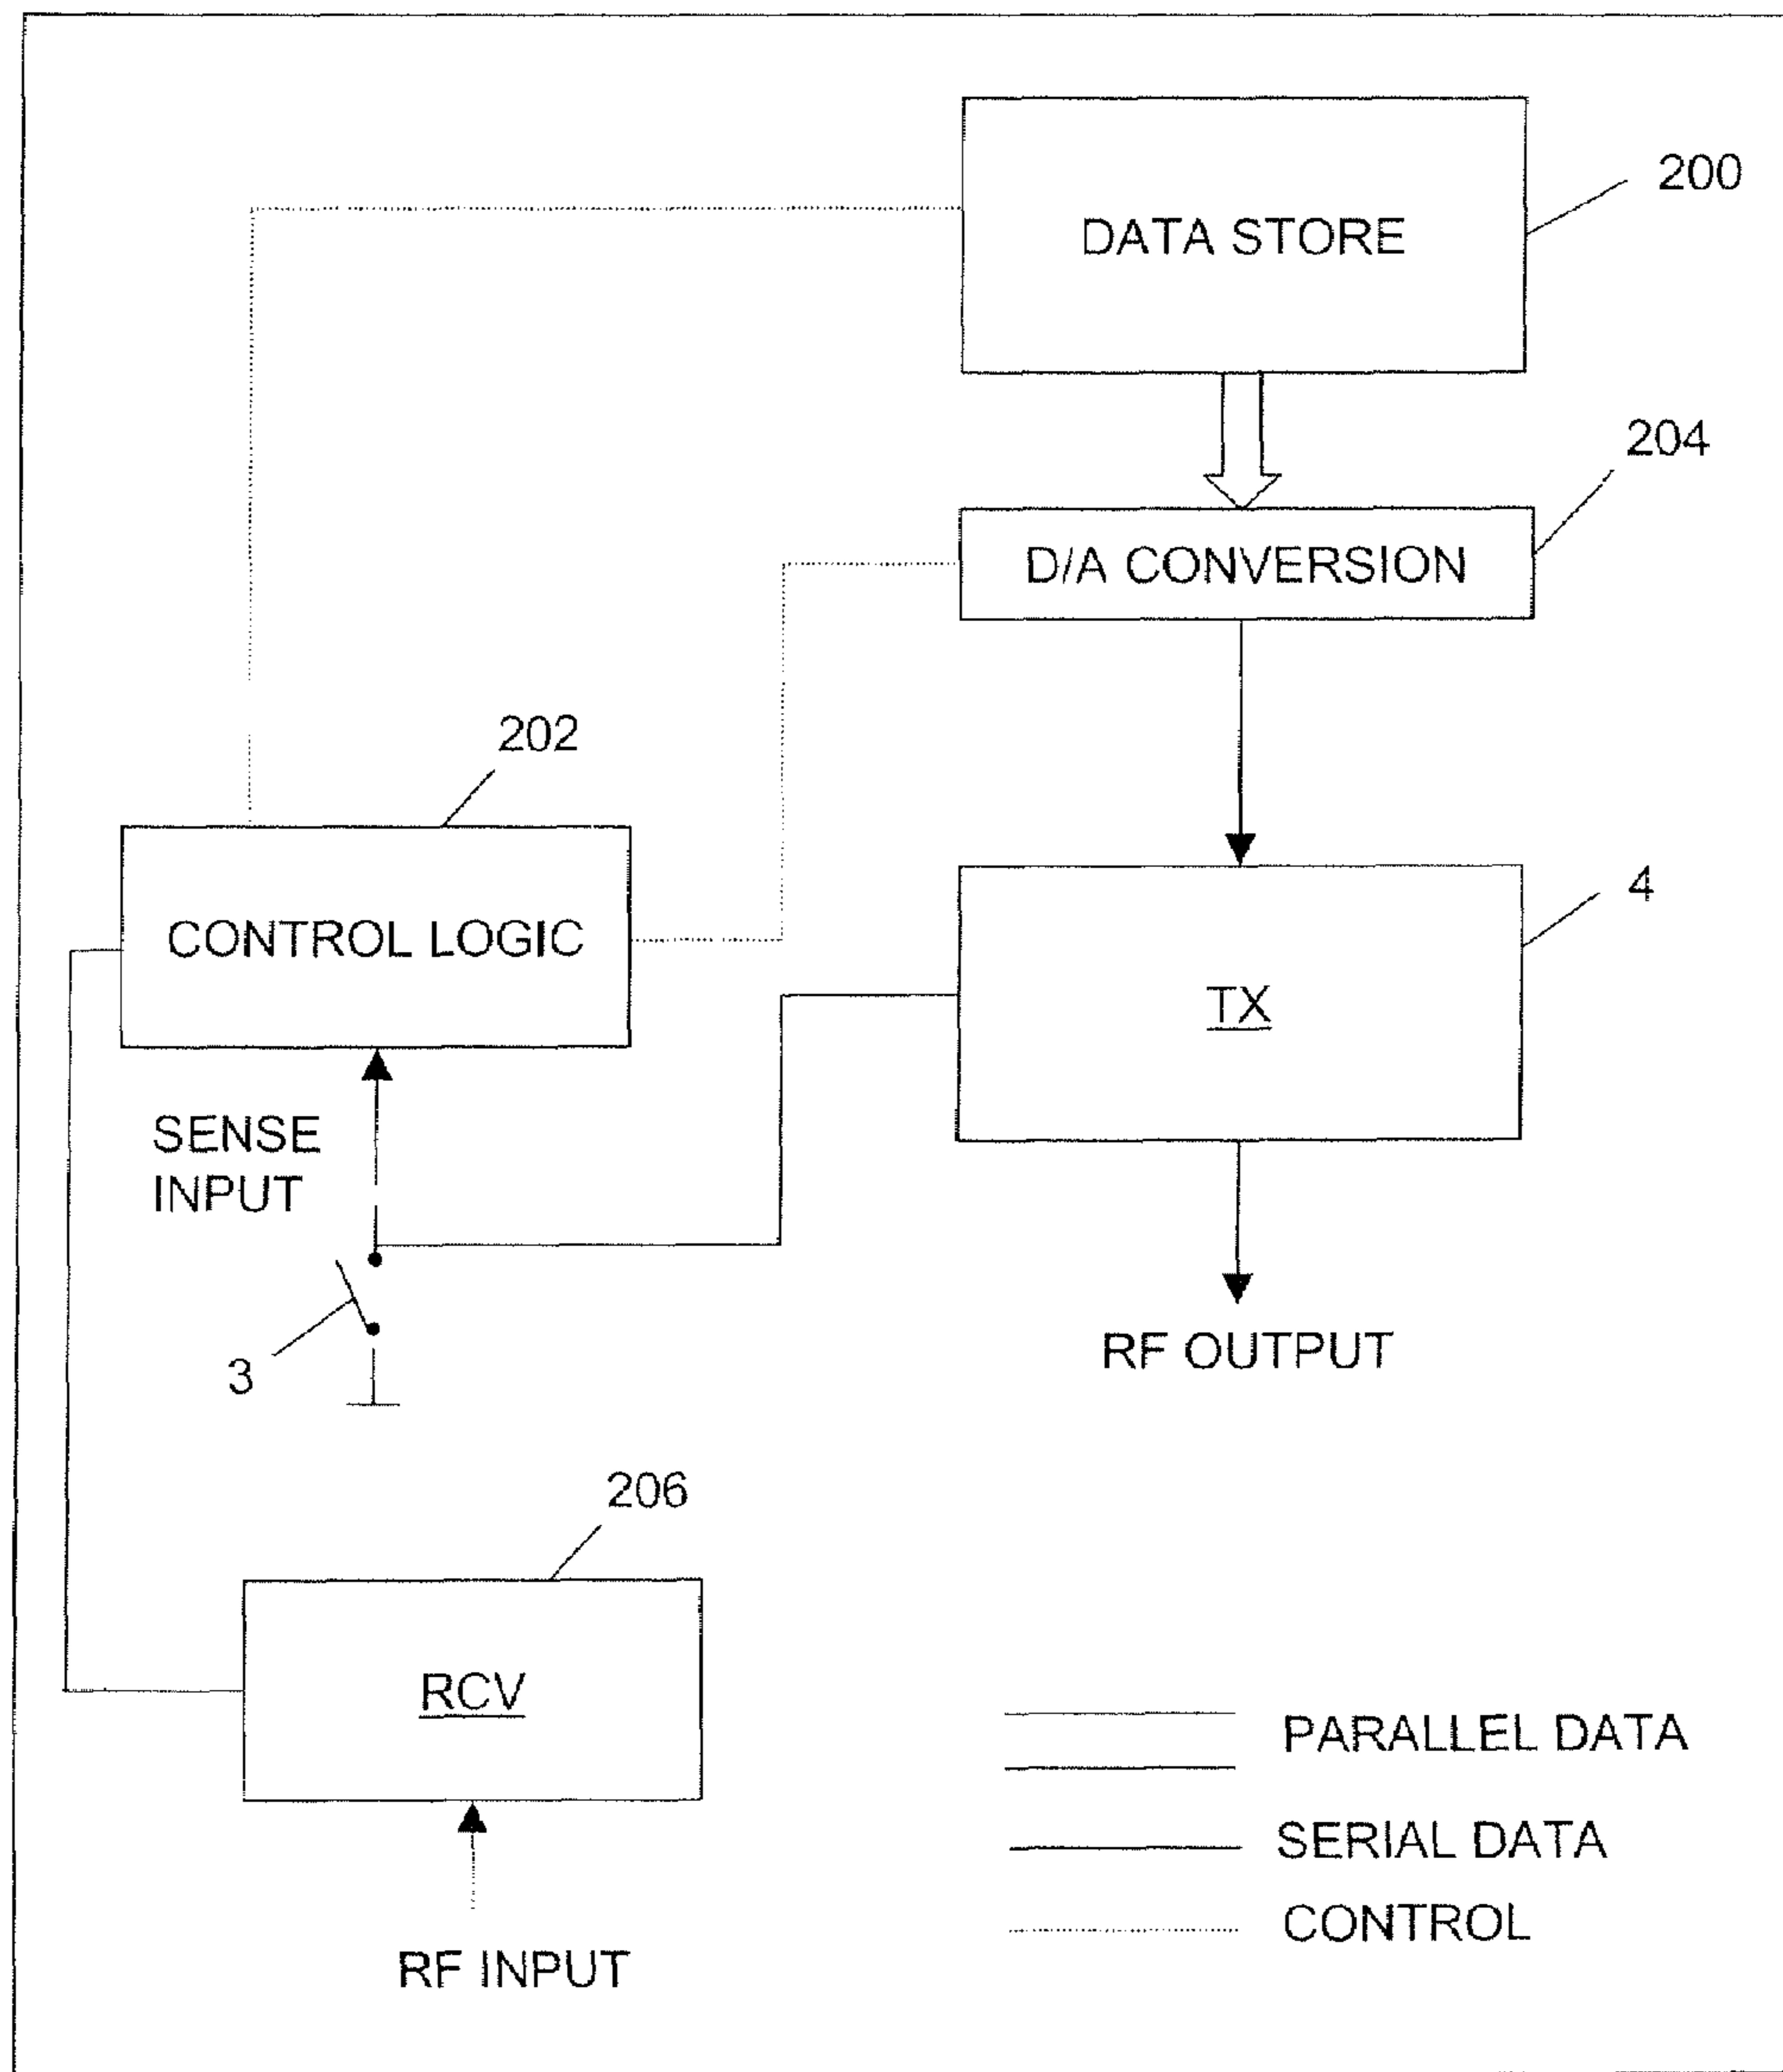 DATA STORE
200
204
D/A CONVERSION
202
CONTROL LOGIC
4
TX
SENSE
INPUT
3
RF OUTPUT
206
RCV
RF INPUT
PARALLEL DATA
SERIAL DATA
CONTROL